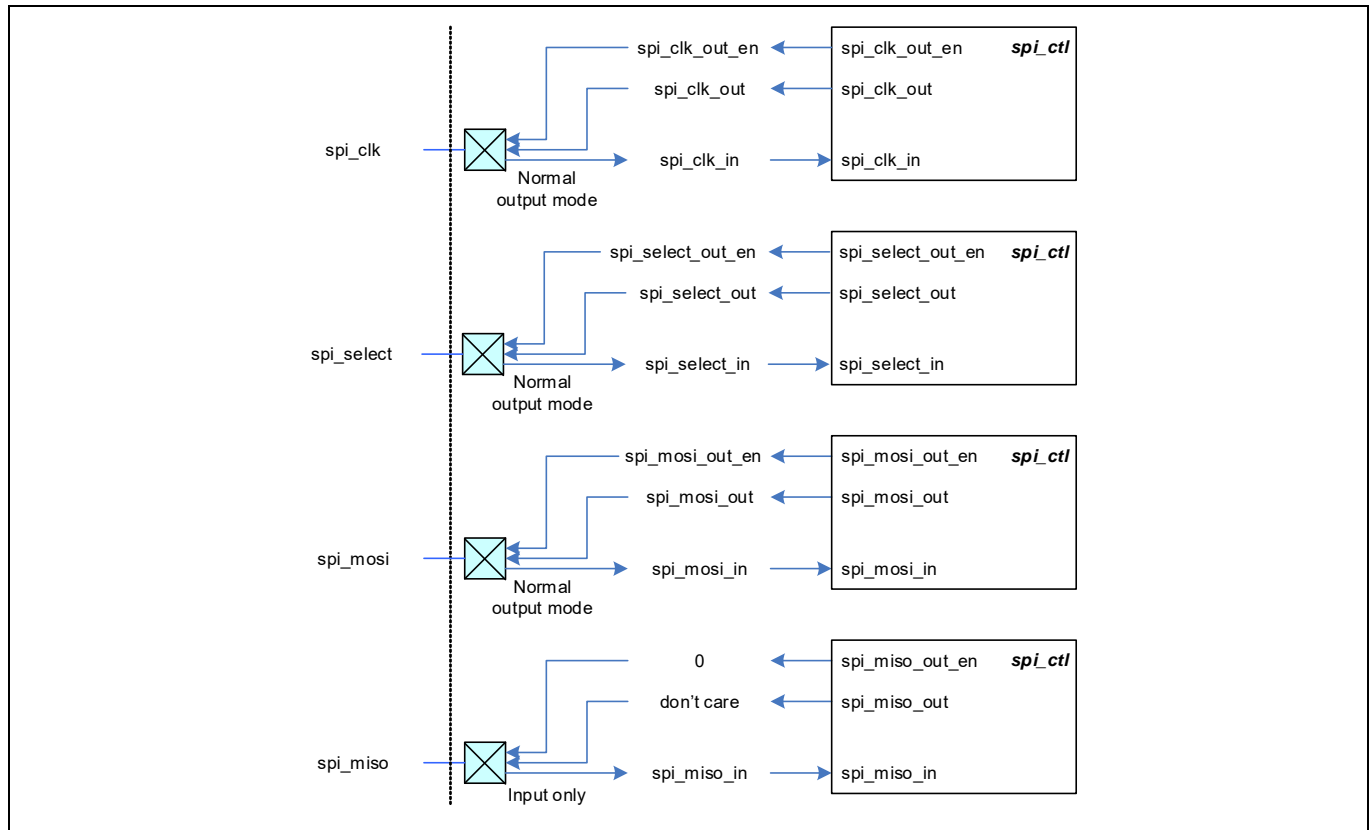 spi_clk_out_en spi_clk_out_en spi_ctl
spi_clk_out spi_clk_out
spi_clk spi_clk_in spi_clk_in
Normal
output mode
spi_select_out_en spi_select_out_en spi_ctl
spi_select_out spi_select_out
spi_select spi_select_in spi_select_in
Normal
output mode
spi_mosi_out_en spi_mosi_out_en spi_ctl
spi_mosi_out spi_mosi_out
spi_mosi spi_mosi_in spi_mosi_in
Normal
output mode
0 spi_miso_out_en spi_ctl
don't care spi_miso_out
spi_miso spi_miso_in spi_miso_in
Input only